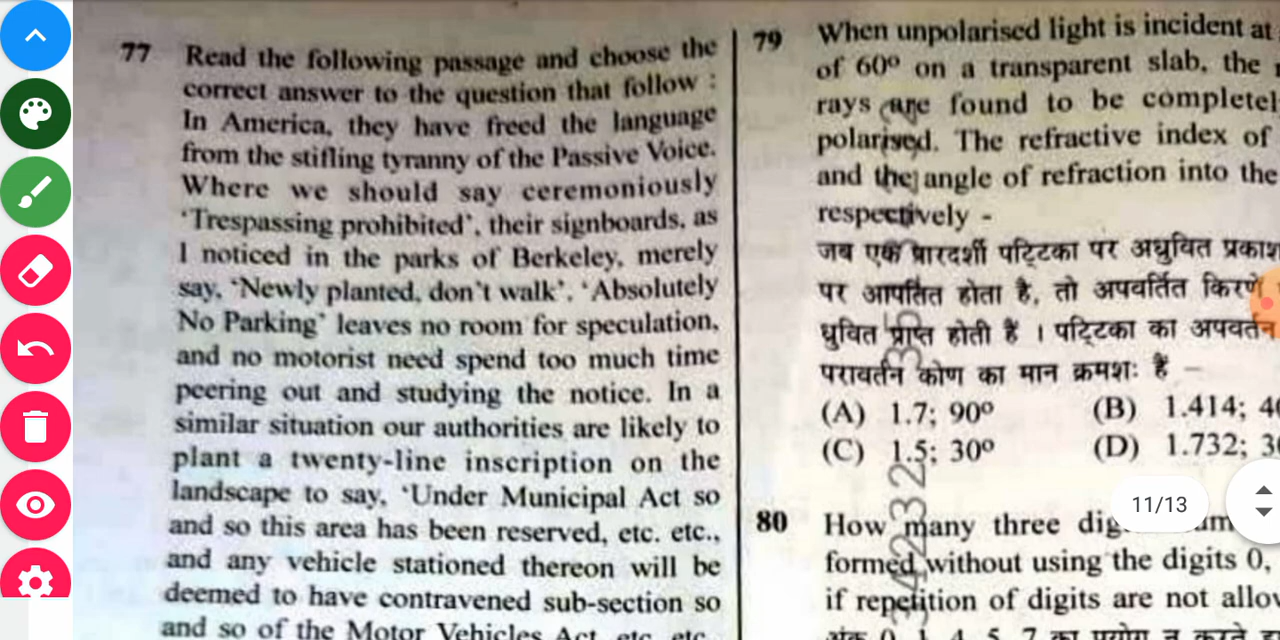 77 Read the following passage and choose the
correct answer to the question that follow :
In America, they have freed the language
from the stifling tyranny of the Passive Voice.
Where we should say ceremoniously
'Trespassing prohibited', their signboards, as
I noticed in the parks of Berkeley, merely
say, 'Newly planted, don't walk'. 'Absolutely
No Parking' leaves no room for speculation,
and no motorist need spend too much time
peering out and studying the notice. In a
similar situation our authorities are likely to
plant a twenty-line inscription on the
landscape to say, 'Under Municipal Act so
and so this area has been reserved, etc. etc.,
and any vehicle stationed thereon will be
deemed to have contravened sub-section so
and so of the Motor Vehicles Act, etc. etc.
79 When unpolarised light is incident at
of 60º on a transparent slab, the
rays are found to be
polarised. The refractive index of
and the angle of refraction into the
respectively -
जब एक प्रारदर्शी पट्टिका पर अध्रुवित
पर आपतित होता है, तो अपवर्तित किरणें
ध्रुवित प्राप्त होती हैं । पट्टिका का
परावर्तन कोण का मान क्रमशः हैं –
(A) 1.7; 90º (B) 1.414;
(C) 1.5; 30º (D) 1.732;
11/13
80 How many three
formed without using the digits 0,
if repetition of digits are not
अंक 0, 1, 4, 5, 7 का प्रयोग न करते
342323